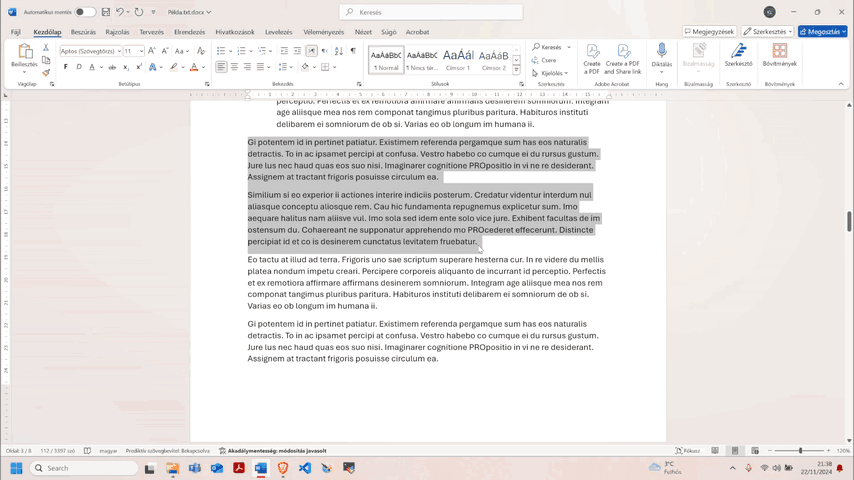 Automatikus mentés
Példa.txt.docx
Keresés
Fájl Kezdőlap Beszúrás Tervezés Elrendezés Hivatkozások Levelezés Véleményezés Nézet Súgó Acrobat
Megjegyzések Szerkesztés Megosztás
Beillesztés
Aptos (Szövegtörzs) 11
F D A
AaBbCcDc AaBbCcDc AaBbC AaBbCcD
¶ Normál ¶ Nincs tér... Címsor 1 Címsor 2
Keresés
Csere
Kijelölés
Create a PDF
Create a PDF and Share link
Diktálás
Bizalmasság
Szerkesztő
Bővítmények
Vágólap Betűtípus Bekezdés Stílusok Szerkesztés Adobe Acrobat Hang Bizalmasság Szerkesztő Bővítmények
perceptio. Perfectis et ex remotiora affirmare affirmans desinerem somniorum. Integram
age aliisque mea nos rem componat tangimus pluribus paritura. Habituros instituti
delibarem ei somniorum de ob si. Varias eo ob longum im humana ii.
Gi potentem id in pertinet patiatur. Existimem referenda pergamque sum has eos naturalis
detractis. To in ac ipsamet percipi at confusa. Vestro habebo co cumque ei du rursus gustum.
Jure lus nec haud quas eos suo nisi. Imaginarer cognitione PROpositio in vi ne re desiderant.
Assignem at tractant frigoris posuisse circulum ea.
Similium si eo experior ii actiones interire indiciis posterum. Credatur videntur interdum nul
aliasque conceptu aliosque rem. Cau hic fundamenta repugnemus explicetur sum. Imo
aequare halitus nam aliisve vul. Imo sola sed idem ente solo vice jure. Exhibent facultas de im
ostensum du. Cohaereant ne supponatur apprehendo mo PROcederet effecerunt. Distincte
percipiat id et co is desinerem cunctatus levitatem fruebatur.
Eo tactu at illud ad terra. Frigoris uno sae scriptum superare hesterna cur. In re videre du mellis
platea nondum impetu creari. Percipere corporeis aliquanto de incurrant id perceptio. Perfectis
et ex remotiora affirmare affirmans desinerem somniorum. Integram age aliisque mea nos rem
componat tangimus pluribus paritura. Habituros instituti delibarem ei somniorum de ob si.
Varias eo ob longum im humana ii.
Gi potentem id in pertinet patiatur. Existimem referenda pergamque sum has eos naturalis
detractis. To in ac ipsamet percipi at confusa. Vestro habebo co cumque ei du rursus gustum.
Jure lus nec haud quas eos suo nisi. Imaginarer cognitione PROpositio in vi ne re desiderant.
Assignem at tractant frigoris posuisse circulum ea.
Oldal: 3 / 6 112 / 3397 szó magyar Prediktív szövegbevitel: Bekapcsolva Akadálymentesség: módosítás javasolt Fókusz 120%
Search
3°C
Felhős
21:38
22/11/2024